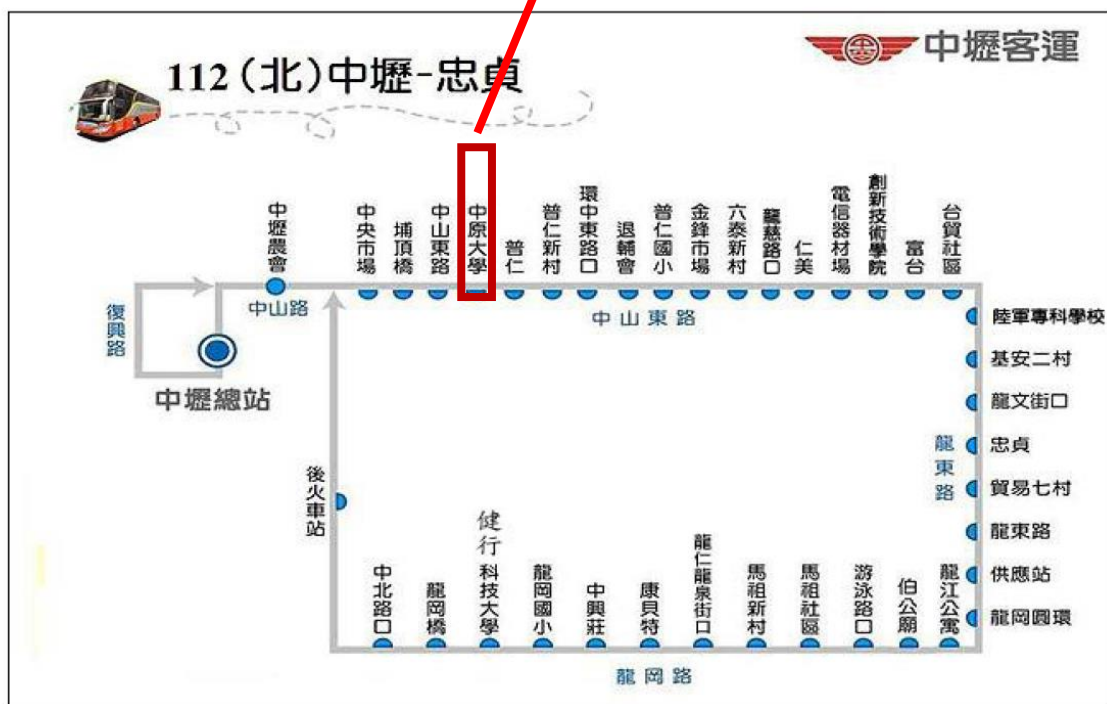 中壢客運
112(北)中壢-忠貞
中壢農會
中央市場
埔頂橋
中山東路
中原大學
普仁
普仁新村
環中東路口
退輔會
普仁國小
金鋒市場
六泰新村
龍慈路口
仁美
電信器材場
創新技術學院
富台
台貿社區
復興路
中山路
中山東路
中壢總站
陸軍專科學校
基安二村
龍文街口
忠貞
貿易七村
龍東路
供應站
龍岡圓環
龍東路
後火車站
中北路口
龍岡橋
健行科技大學
龍岡國小
中興莊
康貝特
龍仁龍泉街口
馬祖新村
馬祖社區
游泳路口
伯公廟
龍江公寓
龍岡路